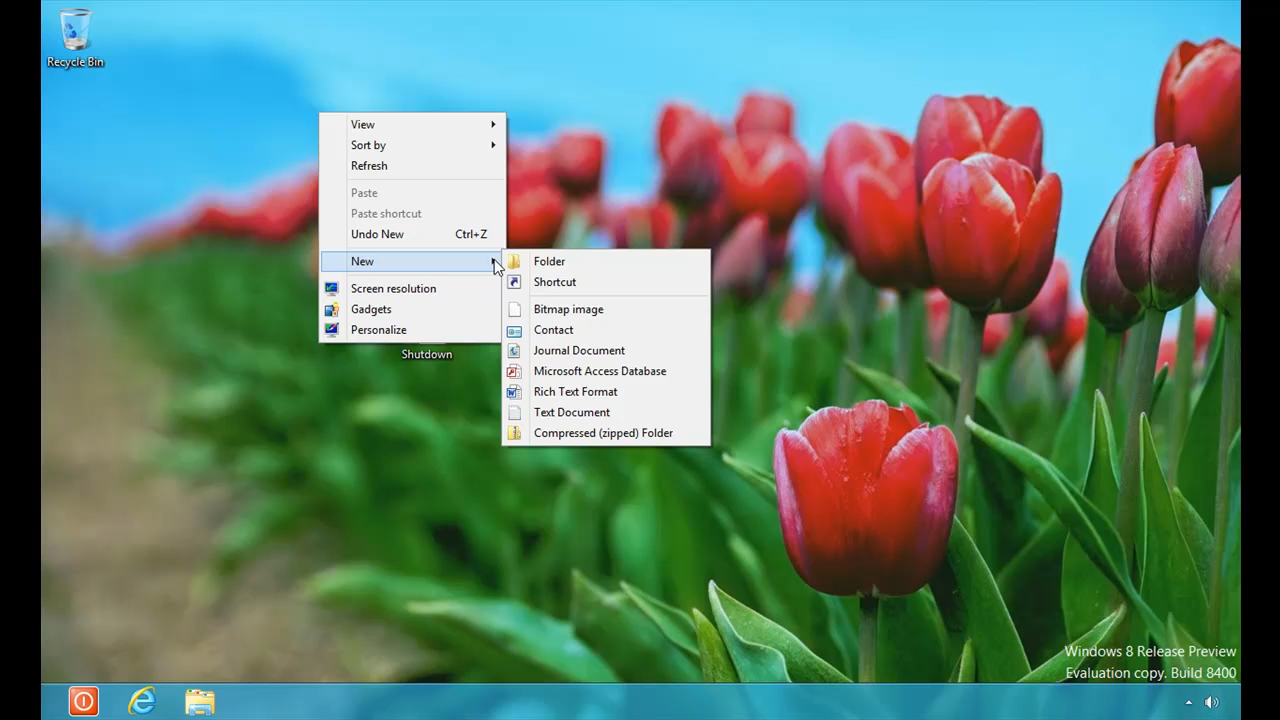 Recycle Bin
View
Sort by
Refresh
Paste
Paste shortcut
Undo New Ctrl+Z
New
Screen resolution
Gadgets
Personalize
Shutdown
Folder
Shortcut
Bitmap image
Contact
Journal Document
Microsoft Access Database
Rich Text Format
Text Document
Compressed (zipped) Folder
Windows 8 Release Preview
Evaluation copy. Build 8400